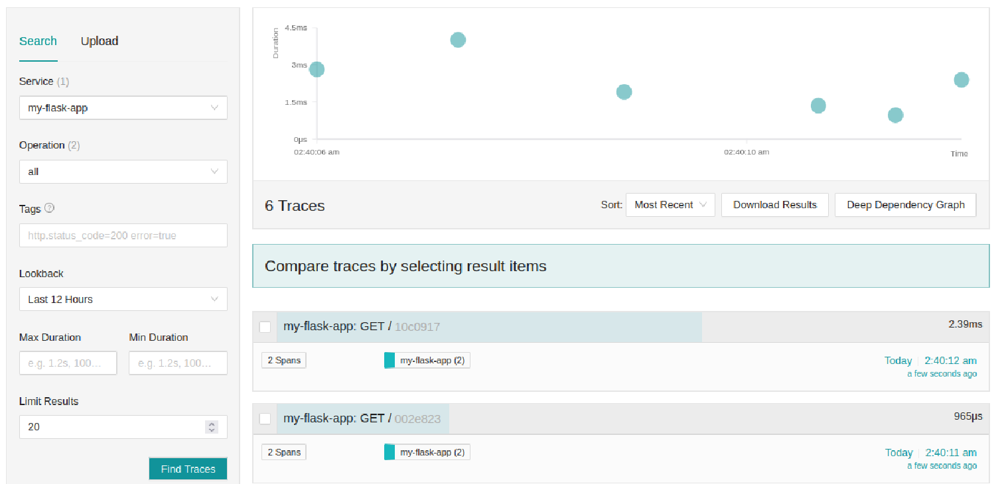 Search Upload
Service (1)
my-flask-app
Operation (2)
all
Tags ?
http.status_code=200 error=true
Lookback
Last 12 Hours
Max Duration Min Duration
e.g. 1.2s, 100... e.g. 1.2s, 100...
Limit Results
20
Find Traces
Duration
4.5ms
3ms
1.5ms
0µs
02:40:06 am 02:40:10 am Time
6 Traces Sort: Most Recent Download Results Deep Dependency Graph
Compare traces by selecting result items
my-flask-app: GET / 10c0917 2.39ms
2 Spans my-flask-app (2) Today 2:40:12 am
a few seconds ago
my-flask-app: GET / 002e823 965µs
2 Spans my-flask-app (2) Today 2:40:11 am
a few seconds ago